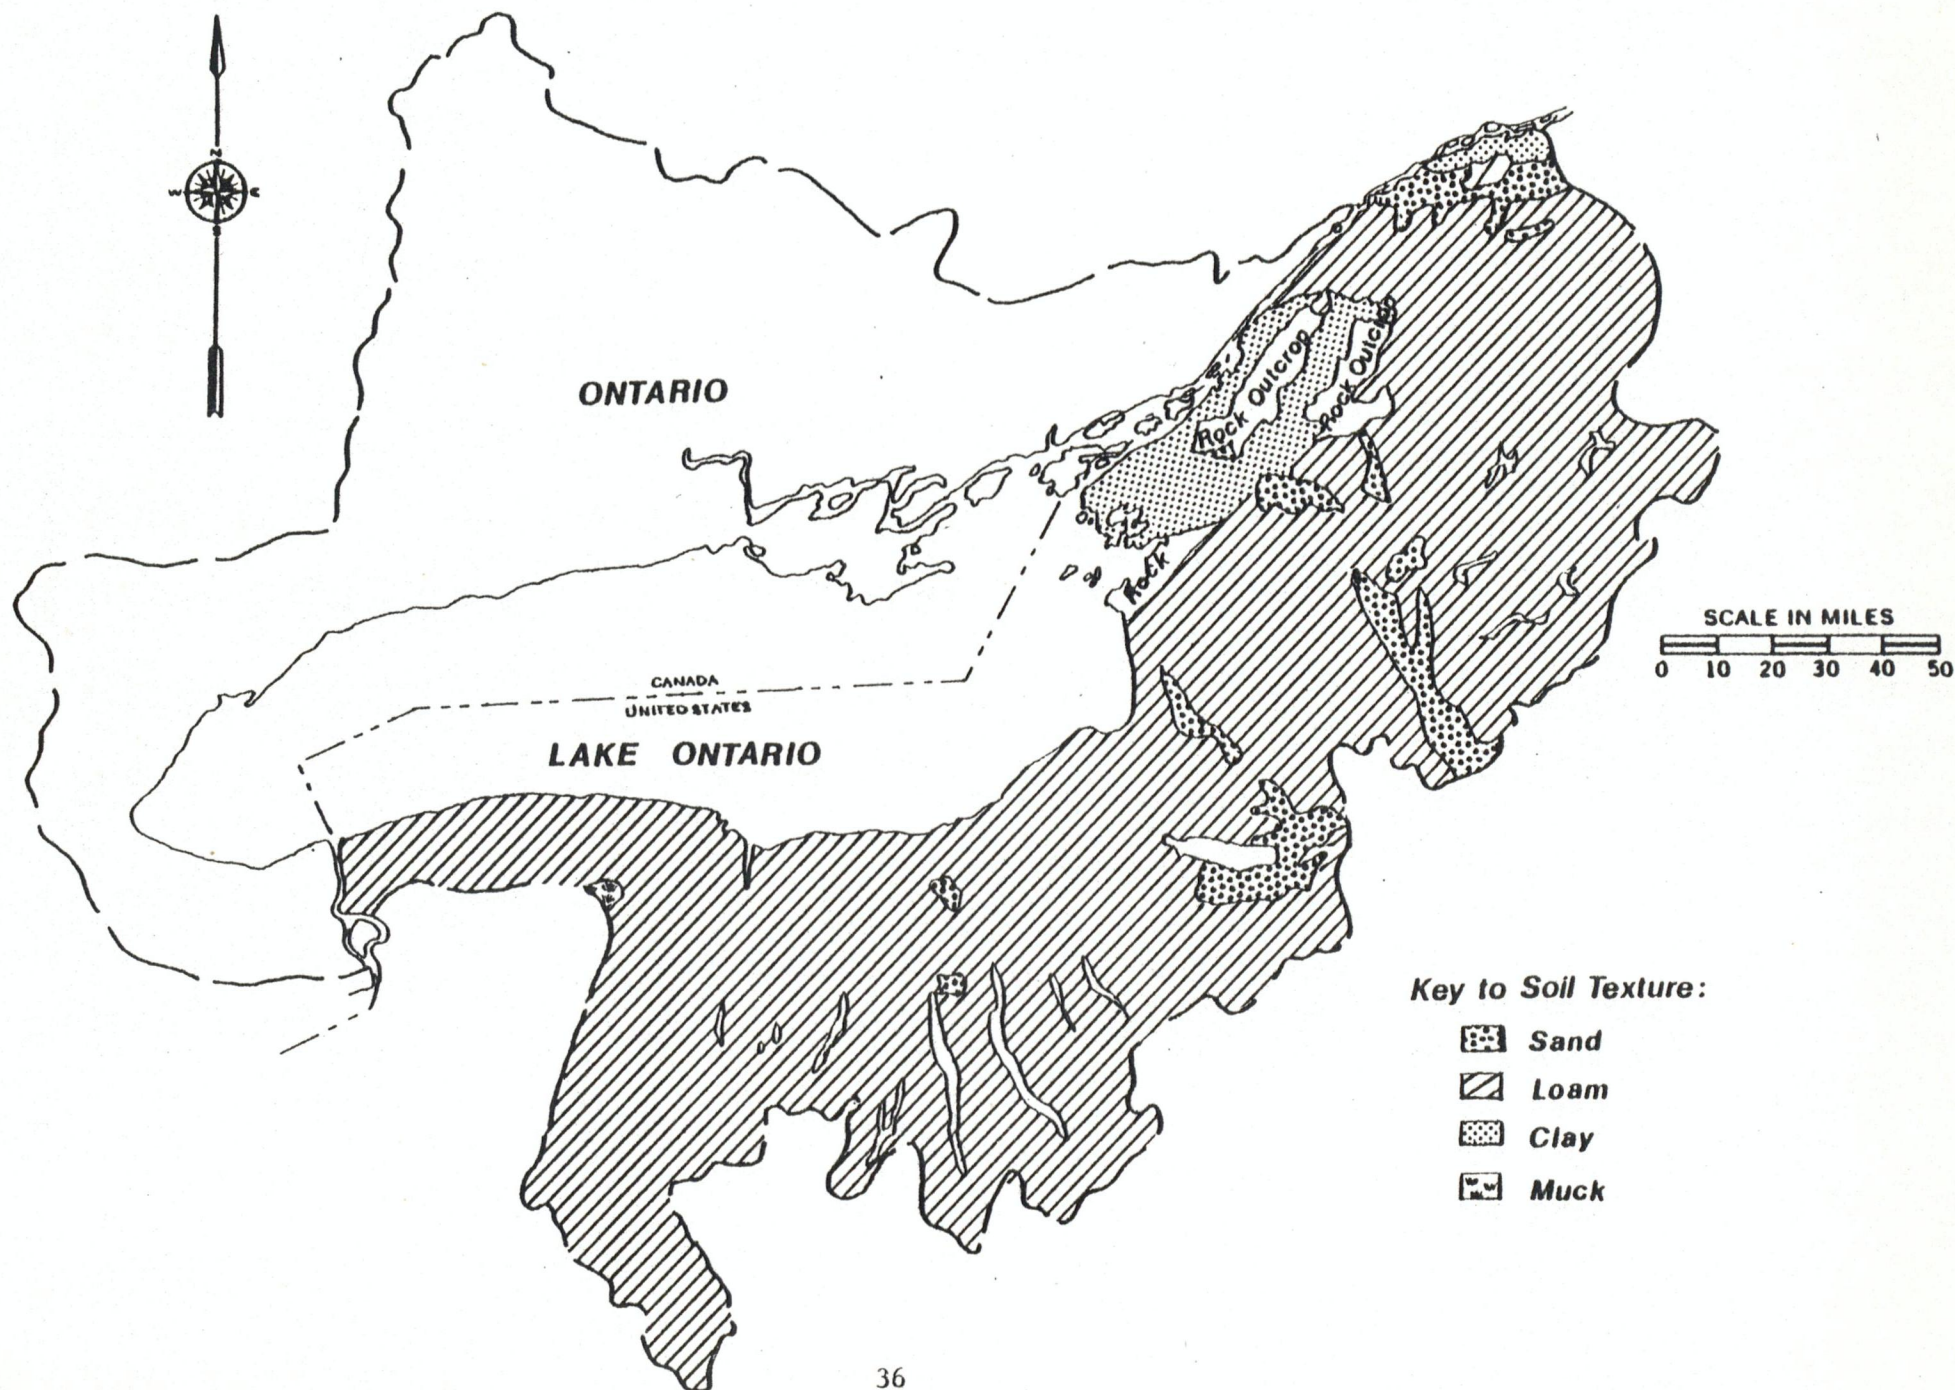 N
W
E
S
ONTARIO
Rock Outcrop
Rock Outcrop
Rock
SCALE IN MILES
0 10 20 30 40 50
CANADA
UNITED STATES
LAKE ONTARIO
Key to Soil Texture:
Sand
Loam
Clay
Muck
36